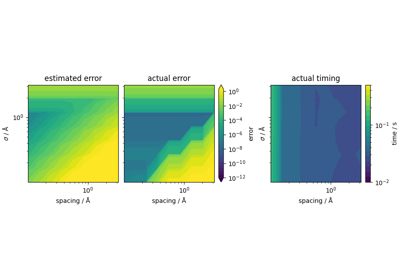 estimated error
actual error
actual timing
σ / Å
10⁰
10⁰
spacing / Å
10⁰
spacing / Å
10⁰
10⁻²
10⁻⁴
10⁻⁶
10⁻⁸
10⁻¹⁰
10⁻¹²
error
σ / Å
10⁰
10⁰
spacing / Å
10⁻¹
10⁻²
time / s